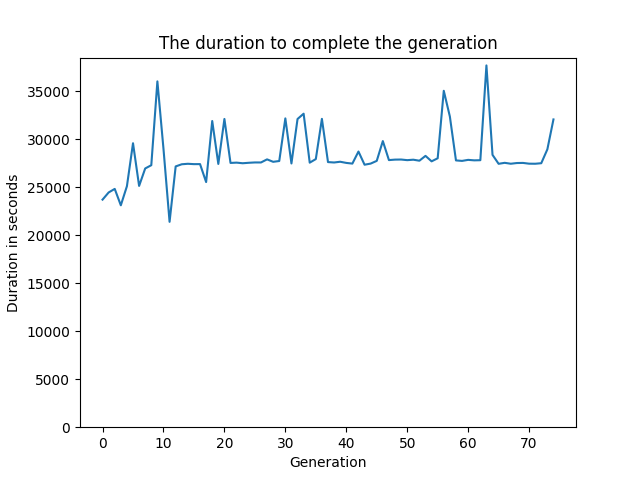 The duration to complete the generation
35000
30000
25000
20000
15000
10000
5000
0
Duration in seconds
0 10 20 30 40 50 60 70
Generation